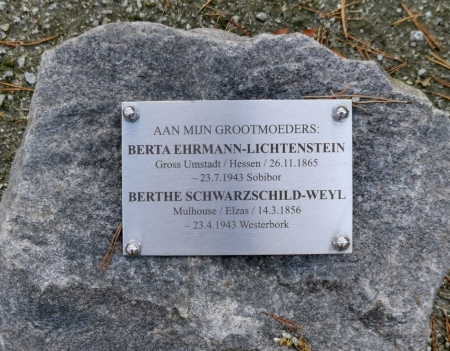 AAN MIJN GROOTMOEDERS:
BERTA EHRMANN-LICHTENSTEIN
Gross Umstadt / Hessen / 26.11.1865
– 23.7.1943 Sobibor
BERTHE SCHWARZSCHILD-WEYL
Mulhouse / Elzas / 14.3.1856
– 23.4.1943 Westerbork